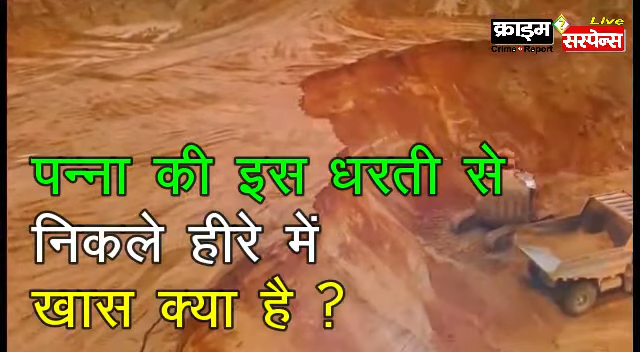 क्राइम ? Live
Crime Report सस्पेन्स
पन्ना की इस धरती से
निकले हीरे में
खास क्या है ?